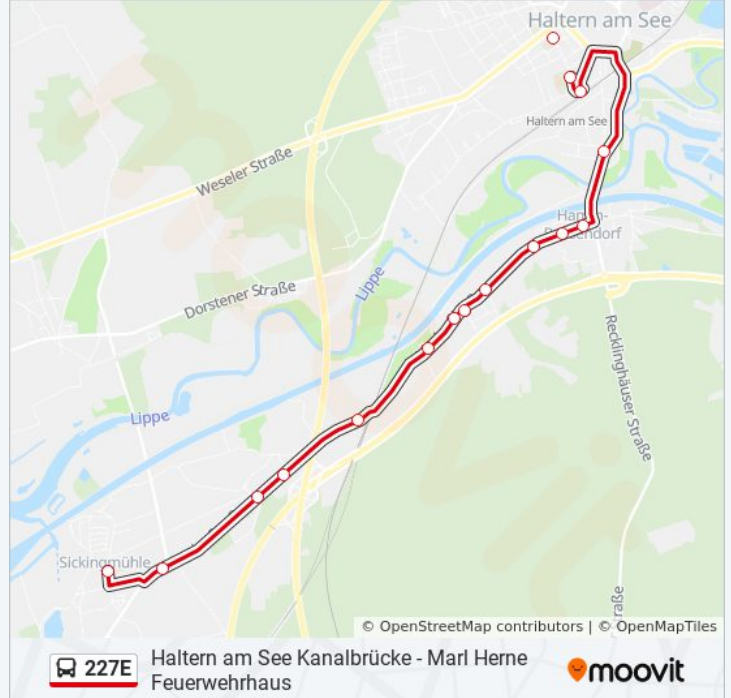 Haltern am See
Weseler Straße
Haltern am See
Dorstener Straße
Lippe
Lippe
Recklinghäuser Straße
Sickingmühle
© OpenStreetMap contributors | © OpenMapTiles
227E
Haltern am See Kanalbrücke - Marl Herne
Feuerwehrhaus
moovit